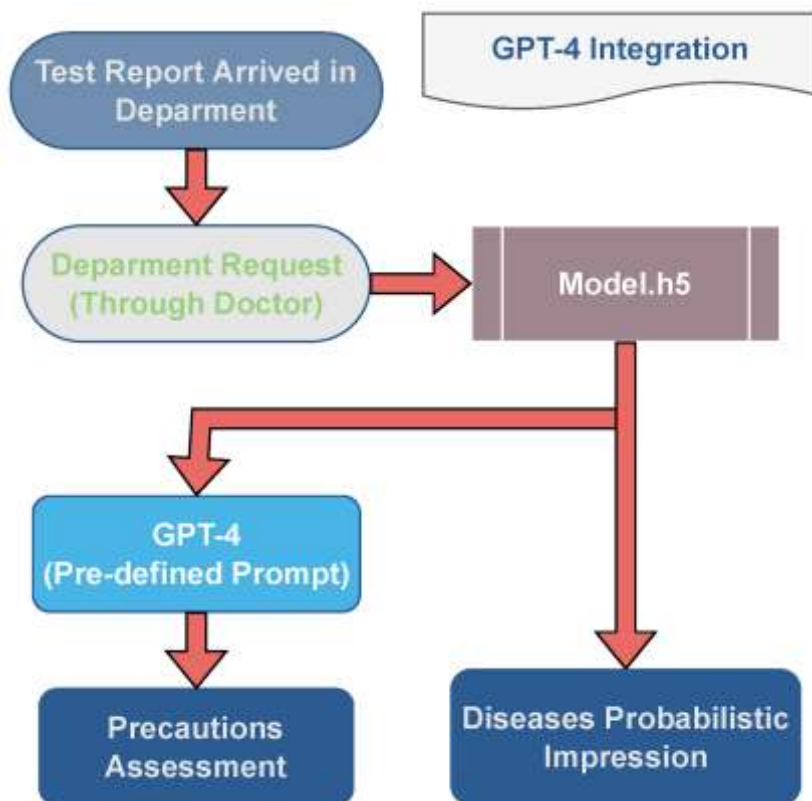 GPT-4 Integration
Test Report Arrived in
Deparment
Deparment Request
(Through Doctor)
Model.h5
GPT-4
(Pre-defined Prompt)
Precautions
Assessment
Diseases Probabilistic
Impression